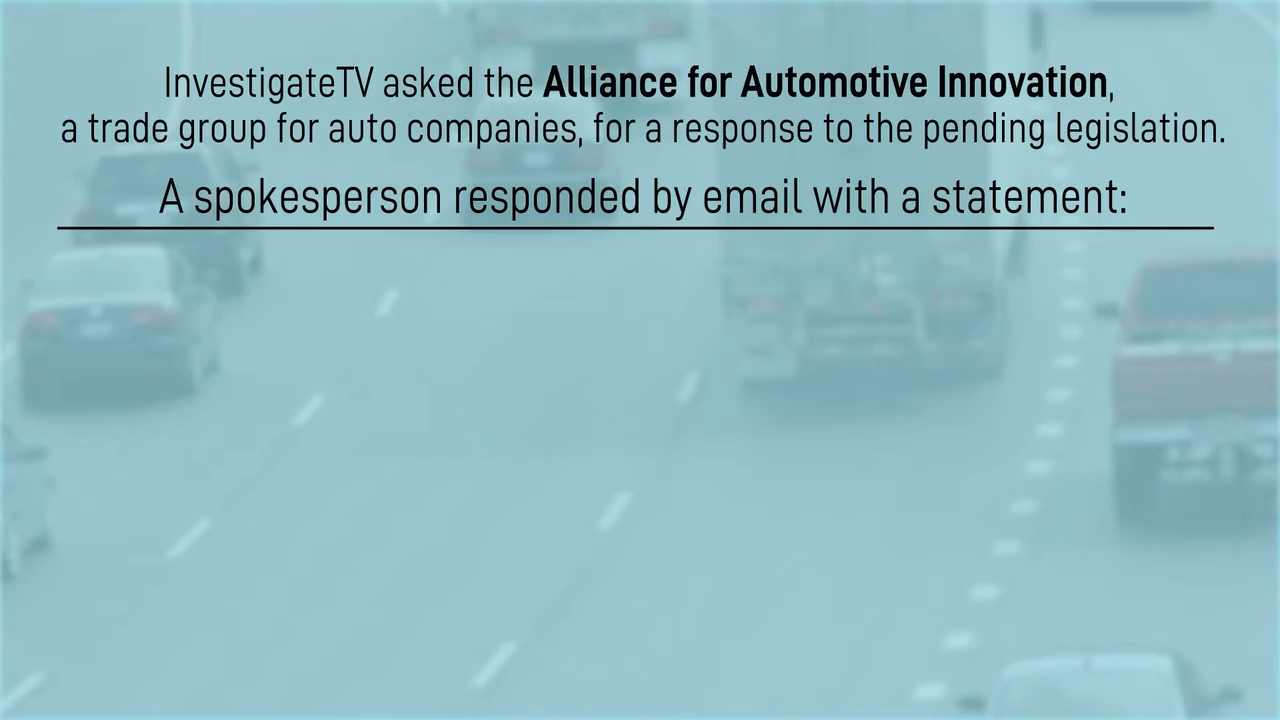 InvestigateTV asked the Alliance for Automotive Innovation,
a trade group for auto companies, for a response to the pending legislation.
A spokesperson responded by email with a statement: